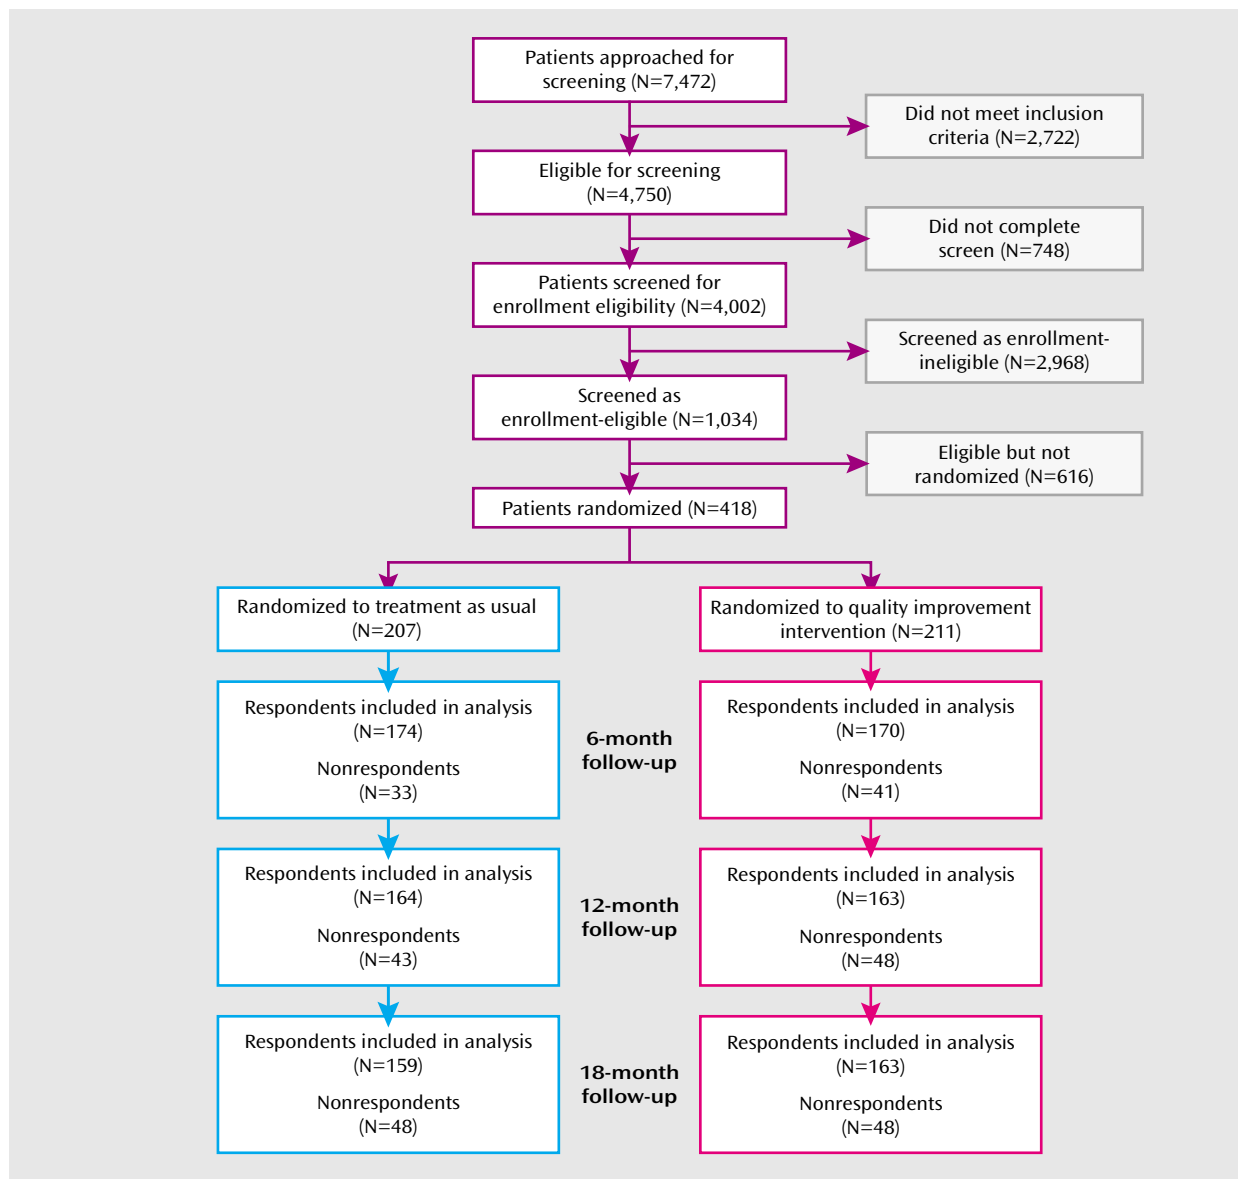 Patients approached for
screening (N=7,472)
Did not meet inclusion
criteria (N=2,722)
Eligible for screening
(N=4,750)
Did not complete
screen (N=748)
Patients screened for
enrollment eligibility (N=4,002)
Screened as enrollment-
ineligible (N=2,968)
Screened as
enrollment-eligible (N=1,034)
Eligible but not
randomized (N=616)
Patients randomized (N=418)
Randomized to treatment as usual
(N=207)
Randomized to quality improvement
intervention (N=211)
Respondents included in analysis
(N=174)
Nonrespondents
(N=33)
6-month
follow-up
Respondents included in analysis
(N=170)
Nonrespondents
(N=41)
Respondents included in analysis
(N=164)
Nonrespondents
(N=43)
12-month
follow-up
Respondents included in analysis
(N=163)
Nonrespondents
(N=48)
Respondents included in analysis
(N=159)
Nonrespondents
(N=48)
18-month
follow-up
Respondents included in analysis
(N=163)
Nonrespondents
(N=48)